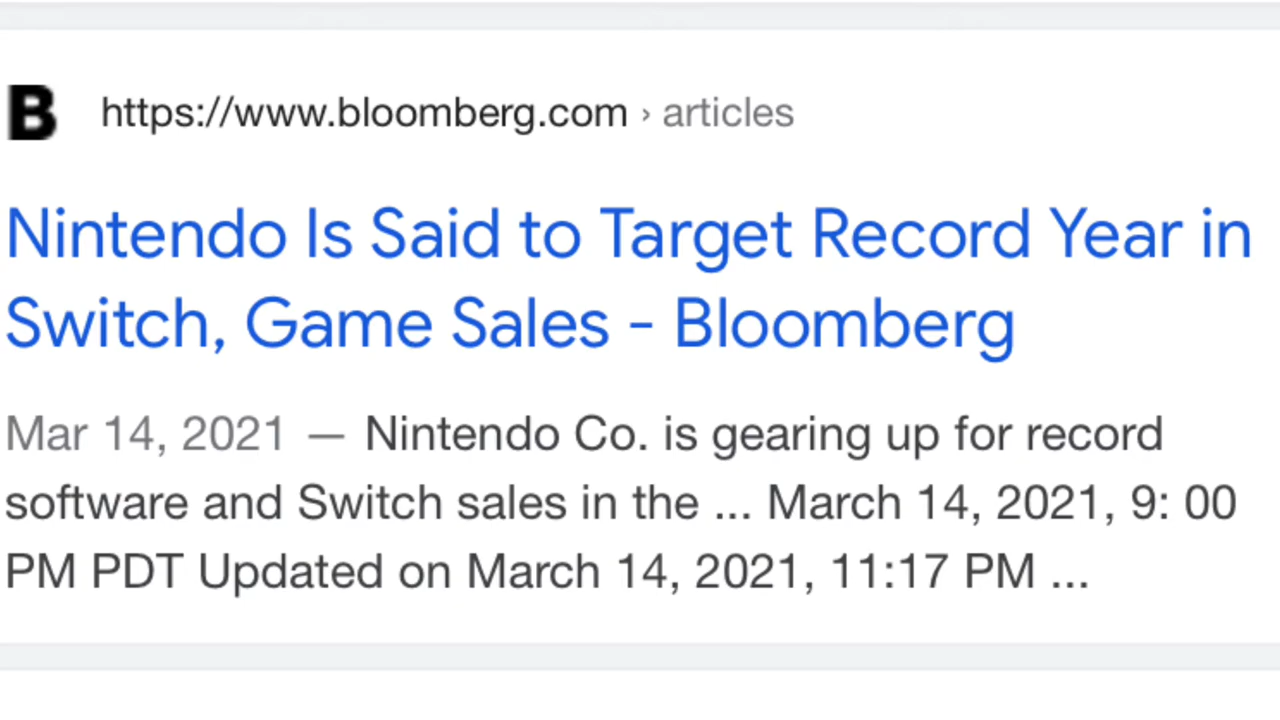 B https://www.bloomberg.com › articles
Nintendo Is Said to Target Record Year in
Switch, Game Sales - Bloomberg
Mar 14, 2021 — Nintendo Co. is gearing up for record
software and Switch sales in the ... March 14, 2021, 9: 00
PM PDT Updated on March 14, 2021, 11:17 PM ...